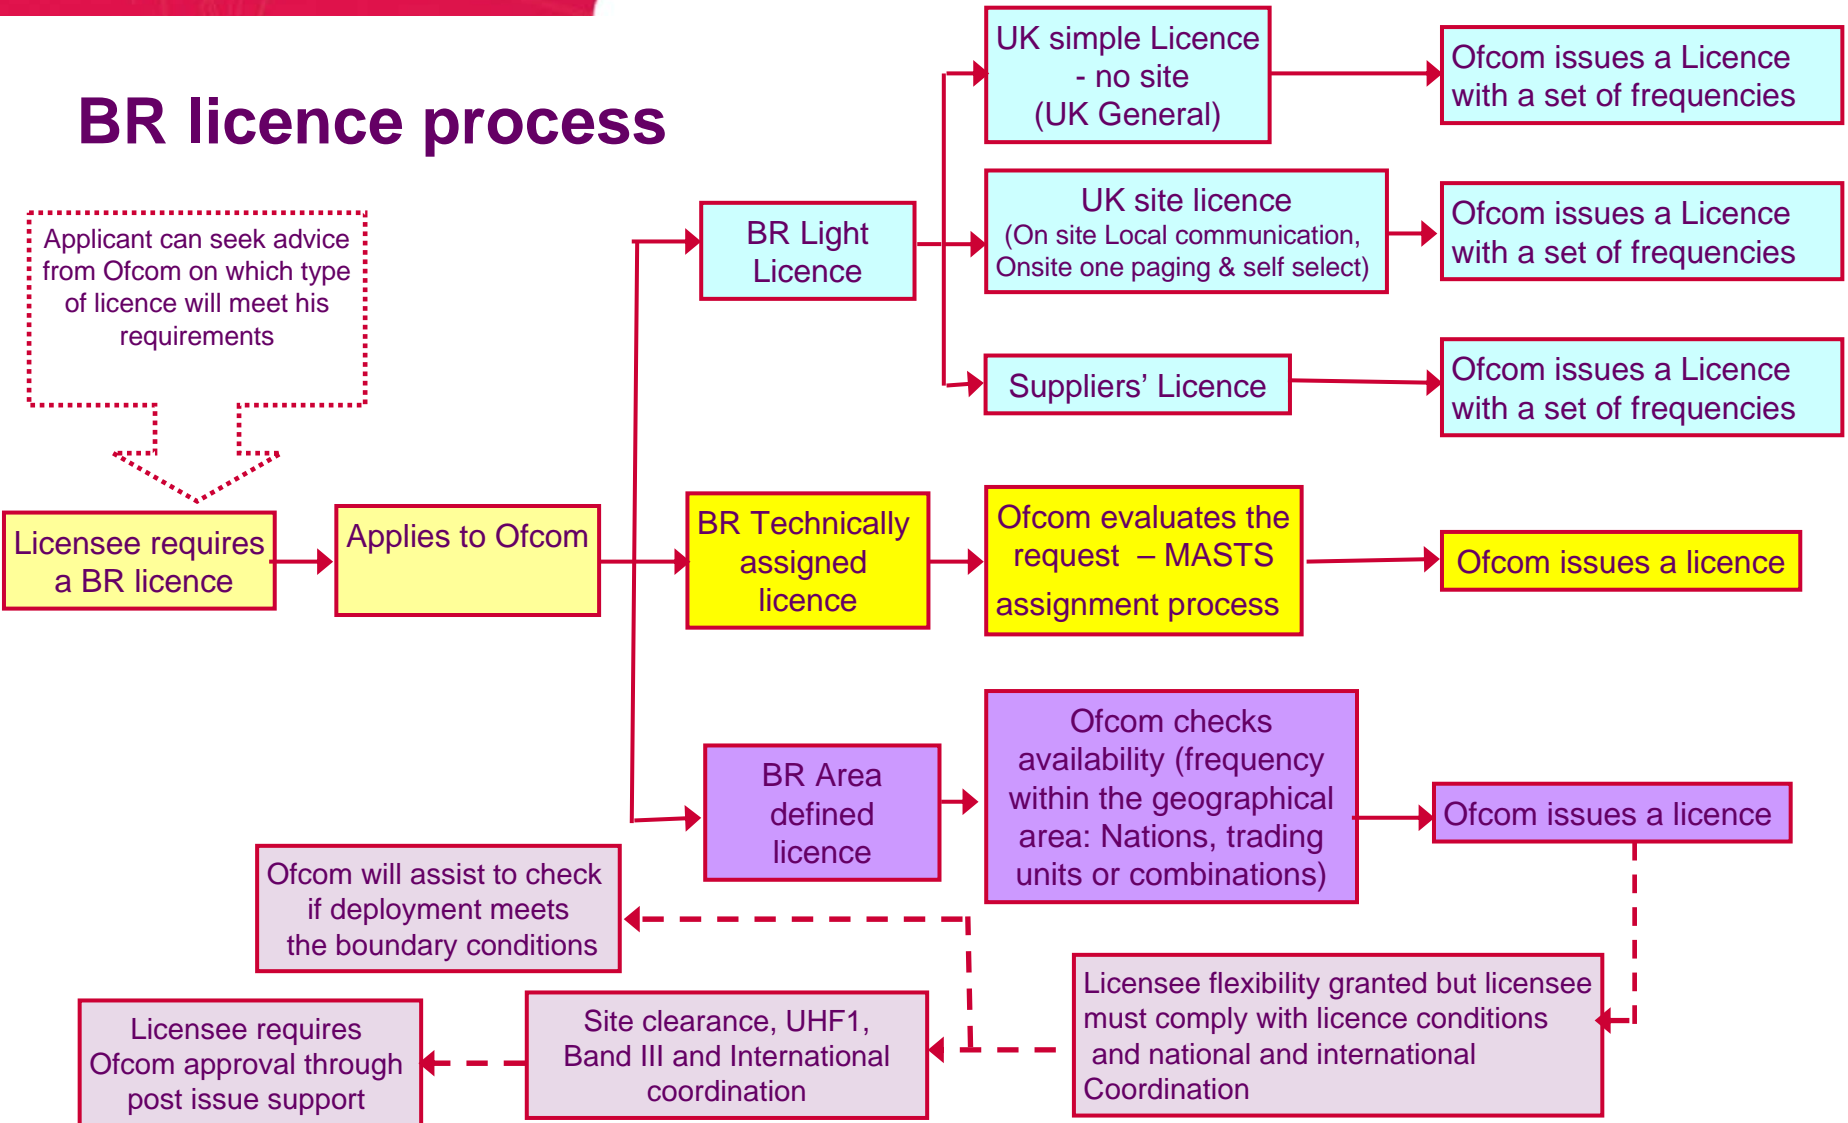 BR licence process
Applicant can seek advice
from Ofcom on which type
of licence will meet his
requirements
Licensee requires
a BR licence
Applies to Ofcom
BR Light
Licence
UK simple Licence
- no site
(UK General)
Ofcom issues a Licence
with a set of frequencies
UK site licence
(On site Local communication,
Onsite one paging & self select)
Ofcom issues a Licence
with a set of frequencies
Suppliers’ Licence
Ofcom issues a Licence
with a set of frequencies
BR Technically
assigned
licence
Ofcom evaluates the
request – MASTS
assignment process
Ofcom issues a licence
BR Area
defined
licence
Ofcom checks
availability (frequency
within the geographical
area: Nations, trading
units or combinations)
Ofcom issues a licence
Licensee flexibility granted but licensee
must comply with licence conditions
and national and international
Coordination
Ofcom will assist to check
if deployment meets
the boundary conditions
Site clearance, UHF1,
Band III and International
coordination
Licensee requires
Ofcom approval through
post issue support